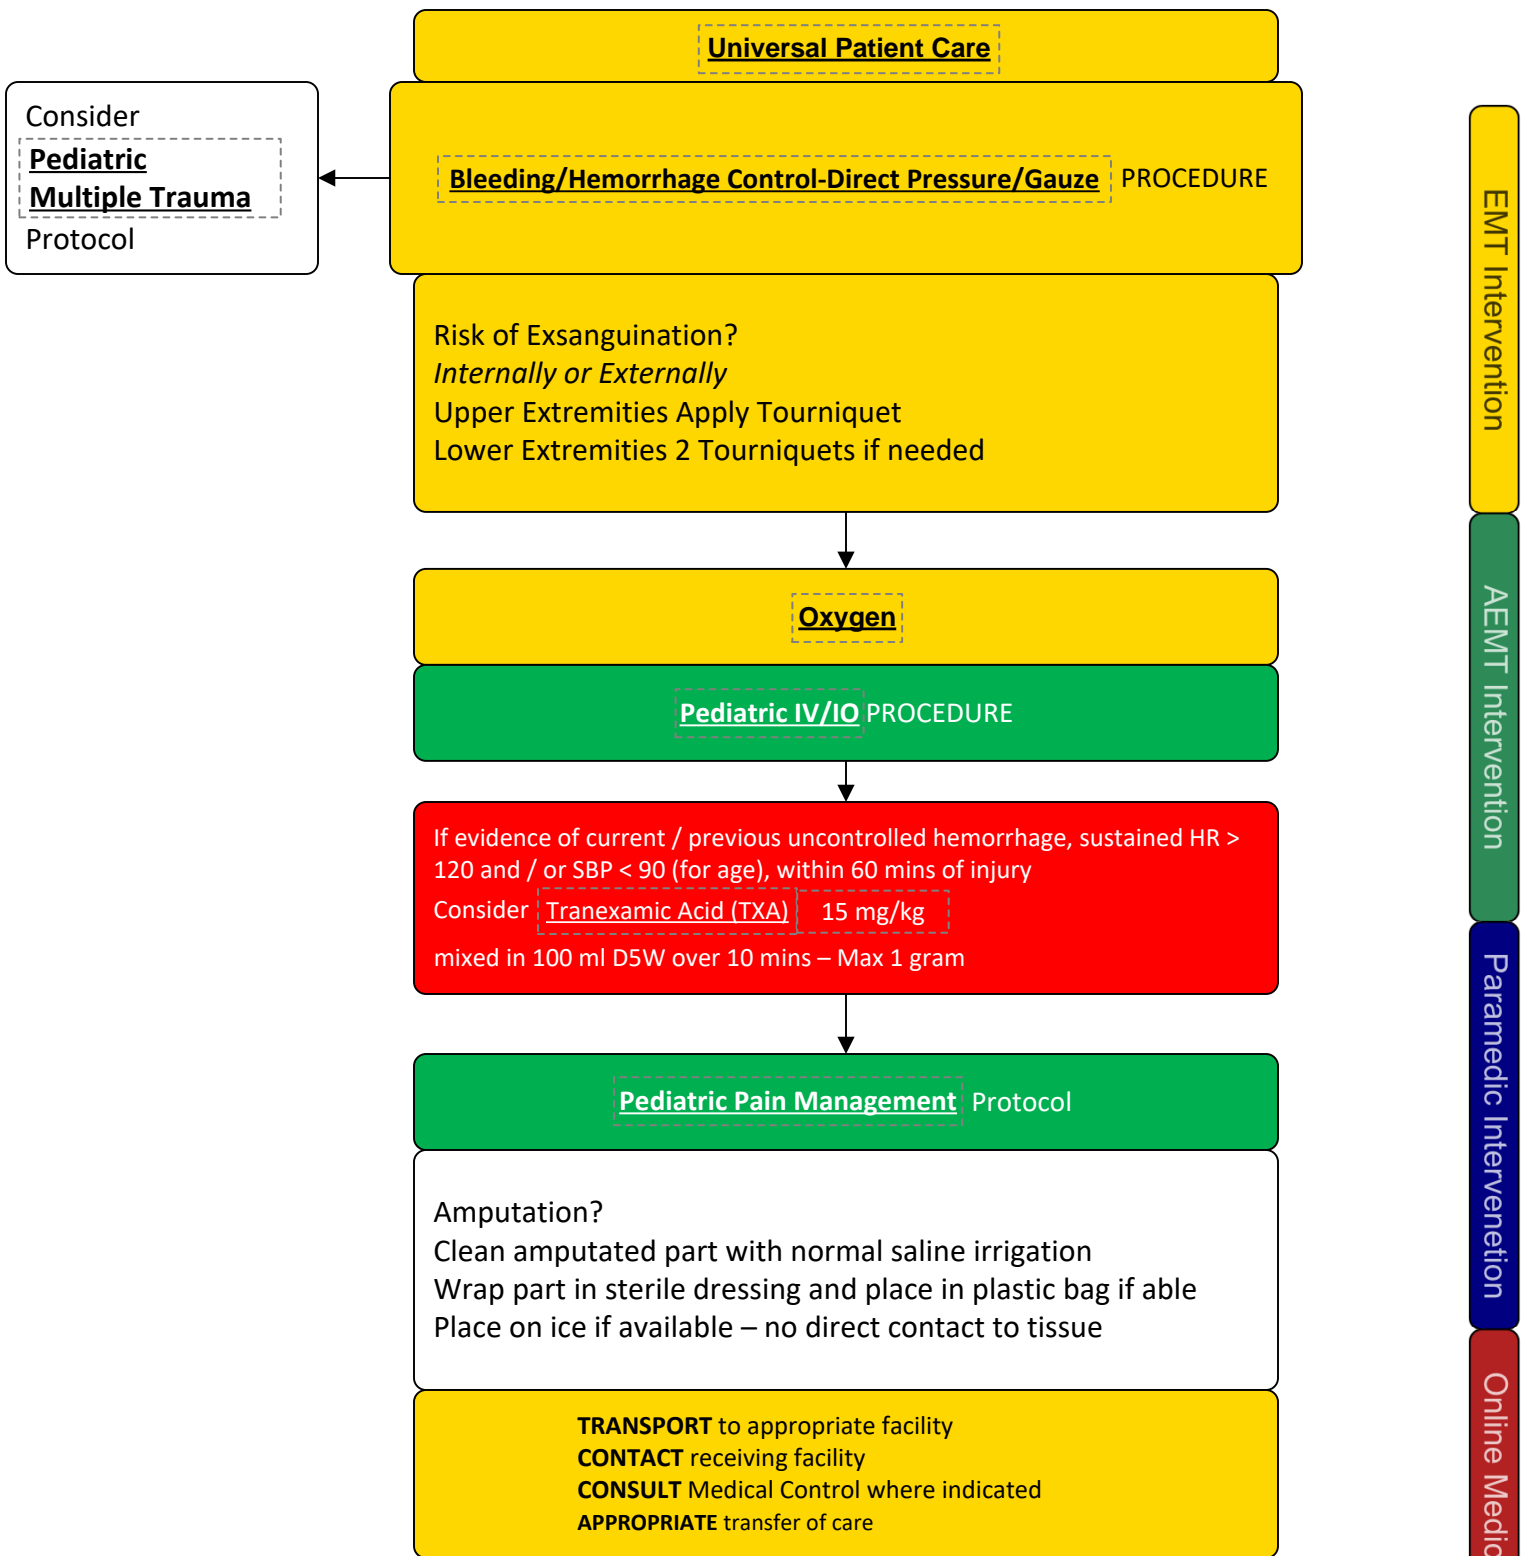 Universal Patient Care
Consider
Pediatric
Multiple Trauma
Protocol
Bleeding/Hemorrhage Control-Direct Pressure/Gauze PROCEDURE
Risk of Exsanguination?
Internally or Externally
Upper Extremities Apply Tourniquet
Lower Extremities 2 Tourniquets if needed
Oxygen
Pediatric IV/IO PROCEDURE
If evidence of current / previous uncontrolled hemorrhage, sustained HR >
120 and / or SBP < 90 (for age), within 60 mins of injury
Consider Tranexamic Acid (TXA) 15 mg/kg
mixed in 100 ml D5W over 10 mins – Max 1 gram
Pediatric Pain Management Protocol
Amputation?
Clean amputated part with normal saline irrigation
Wrap part in sterile dressing and place in plastic bag if able
Place on ice if available – no direct contact to tissue
TRANSPORT to appropriate facility
CONTACT receiving facility
CONSULT Medical Control where indicated
APPROPRIATE transfer of care
EMT Intervention
AEMT Intervention
Paramedic Intervenetion
Online